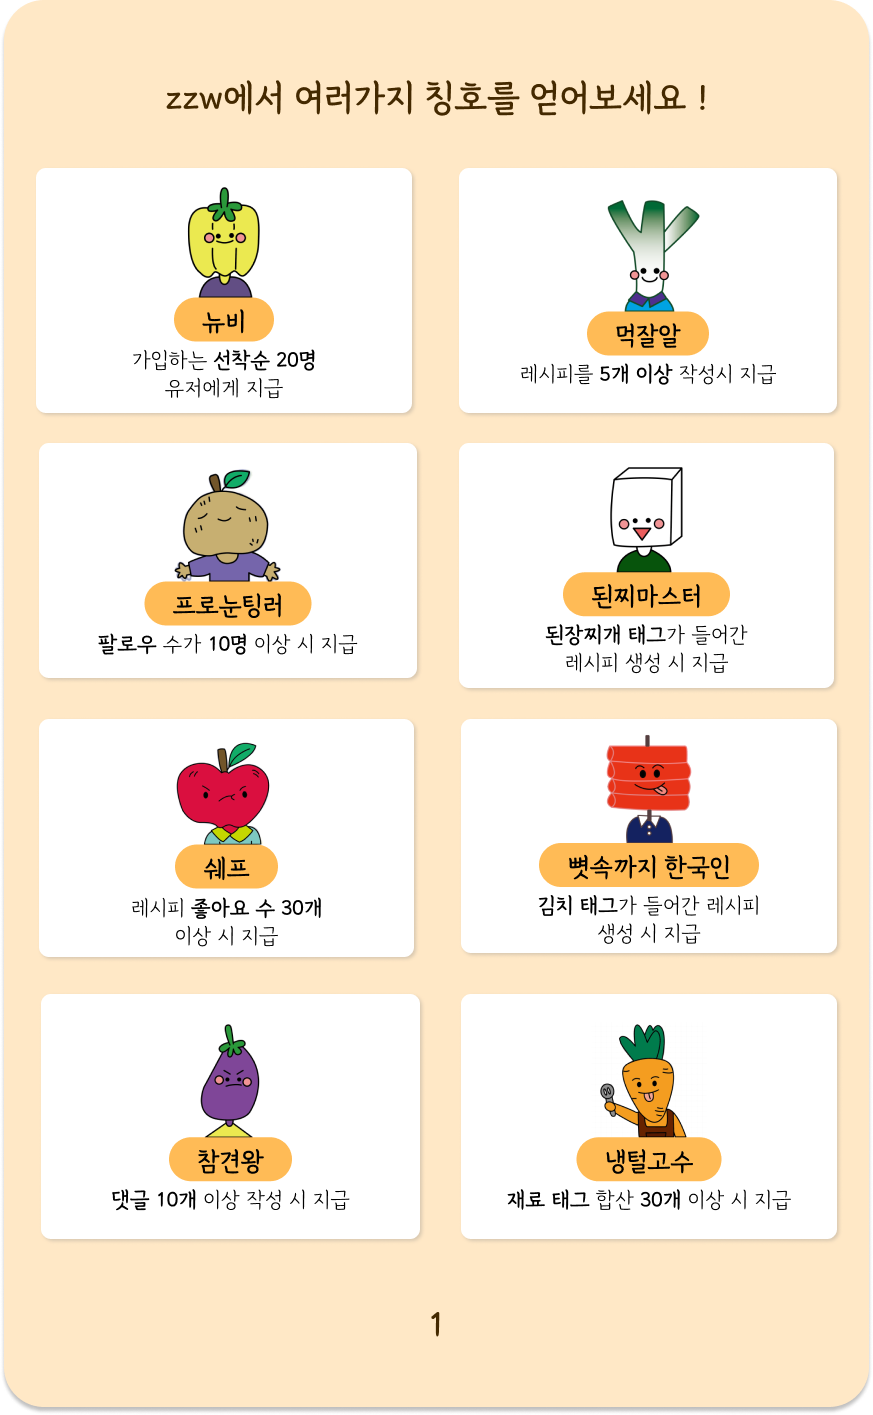 zzw에서 여러가지 칭호를 얻어보세요 !
뉴비
가입하는 선착순 20명
유저에게 지급
먹잘알
레시피를 5개 이상 작성시 지급
프로눈팅러
팔로우 수가 10명 이상 시 지급
된찌마스터
된장찌개 태그가 들어간
레시피 생성 시 지급
쉐프
레시피 좋아요 수 30개
이상 시 지급
뼛속까지 한국인
김치 태그가 들어간 레시피
생성 시 지급
참견왕
댓글 10개 이상 작성 시 지급
냉털고수
재료 태그 합산 30개 이상 시 지급
1